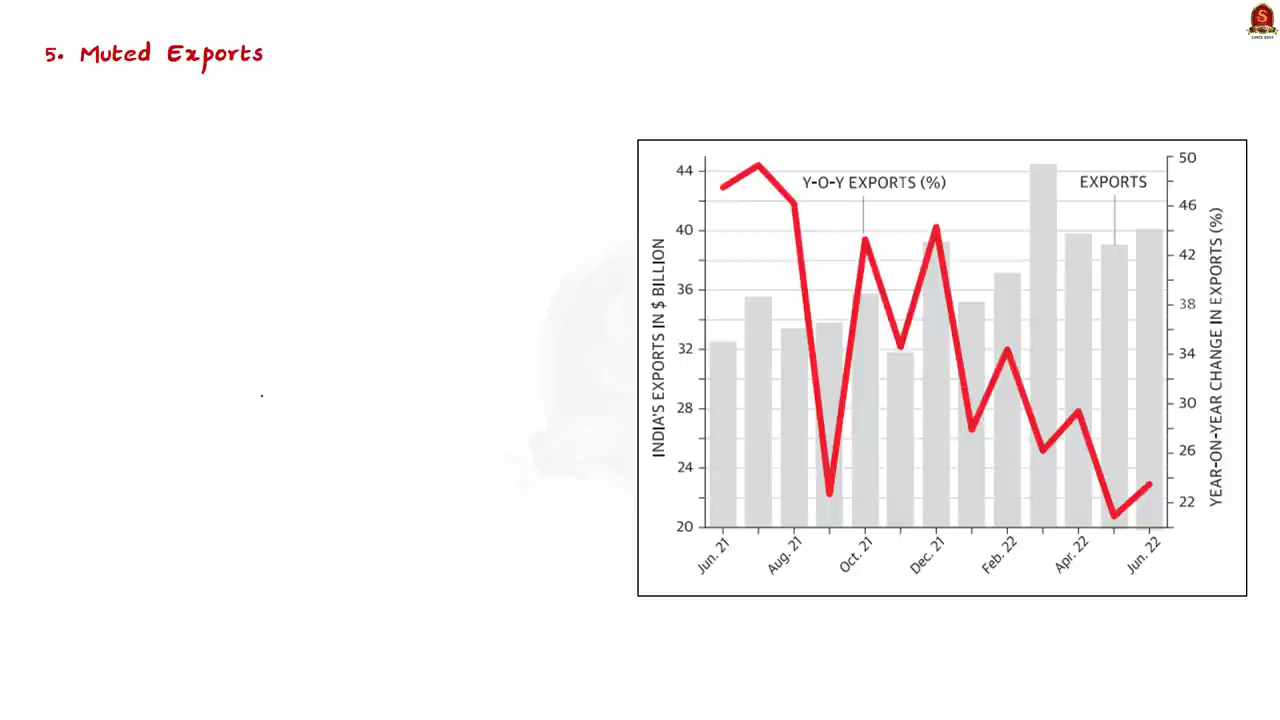 5. Muted Exports
Y-O-Y EXPORTS (%)
EXPORTS
INDIA'S EXPORTS IN $ BILLION
44
40
36
32
28
24
20
50
46
42
38
34
30
26
22
YEAR-ON-YEAR CHANGE IN EXPORTS (%)
Jun. 21
Aug. 21
Oct. 21
Dec. 21
Feb. 22
Apr. 22
Jun. 22